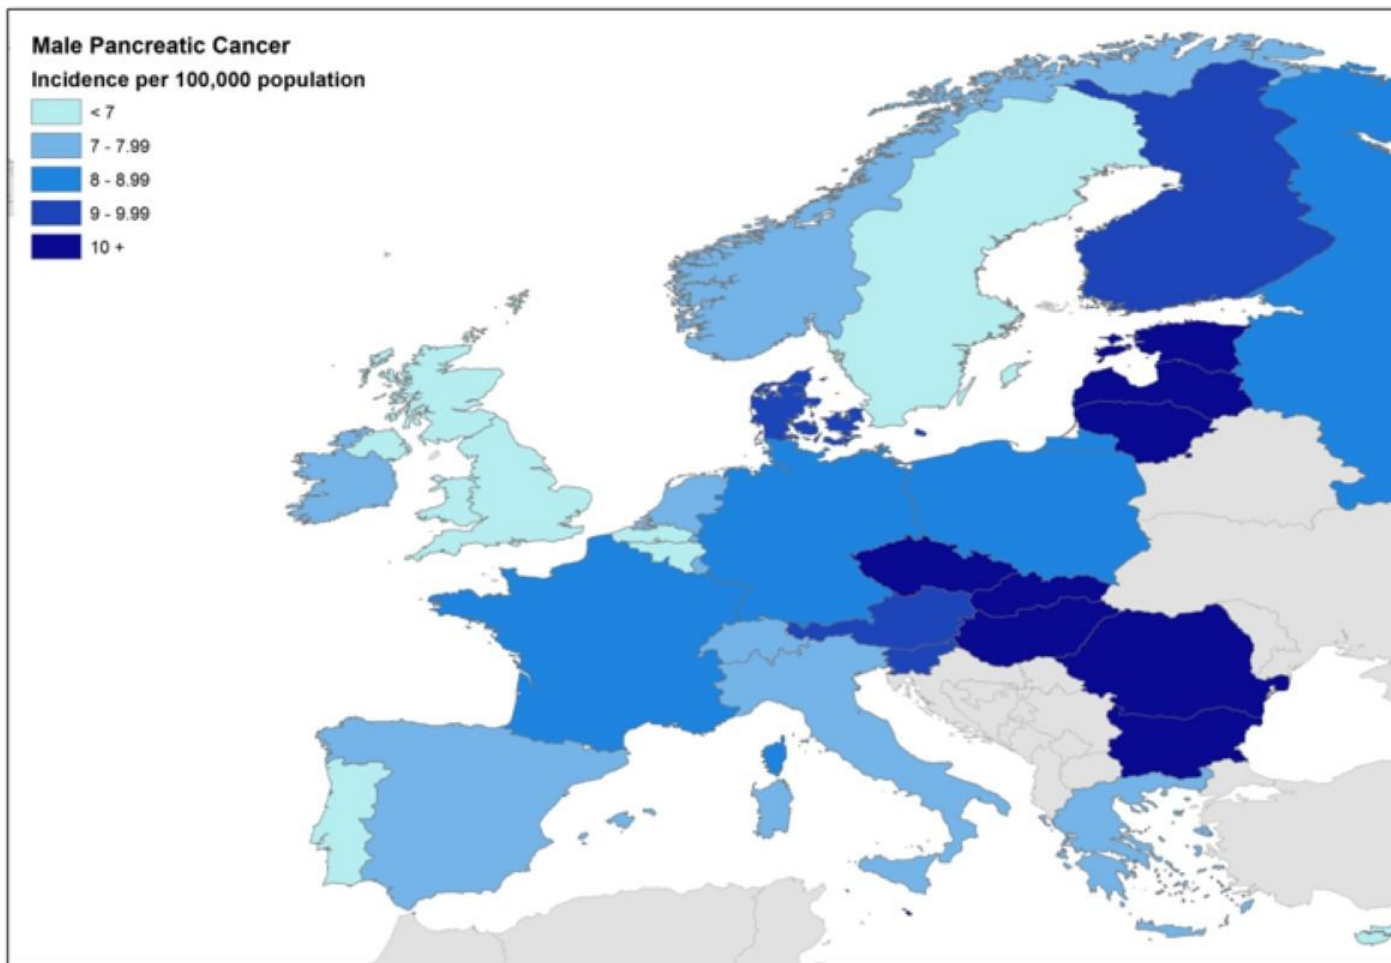 Male Pancreatic Cancer
Incidence per 100,000 population
< 7
7 - 7.99
8 - 8.99
9 - 9.99
10 +